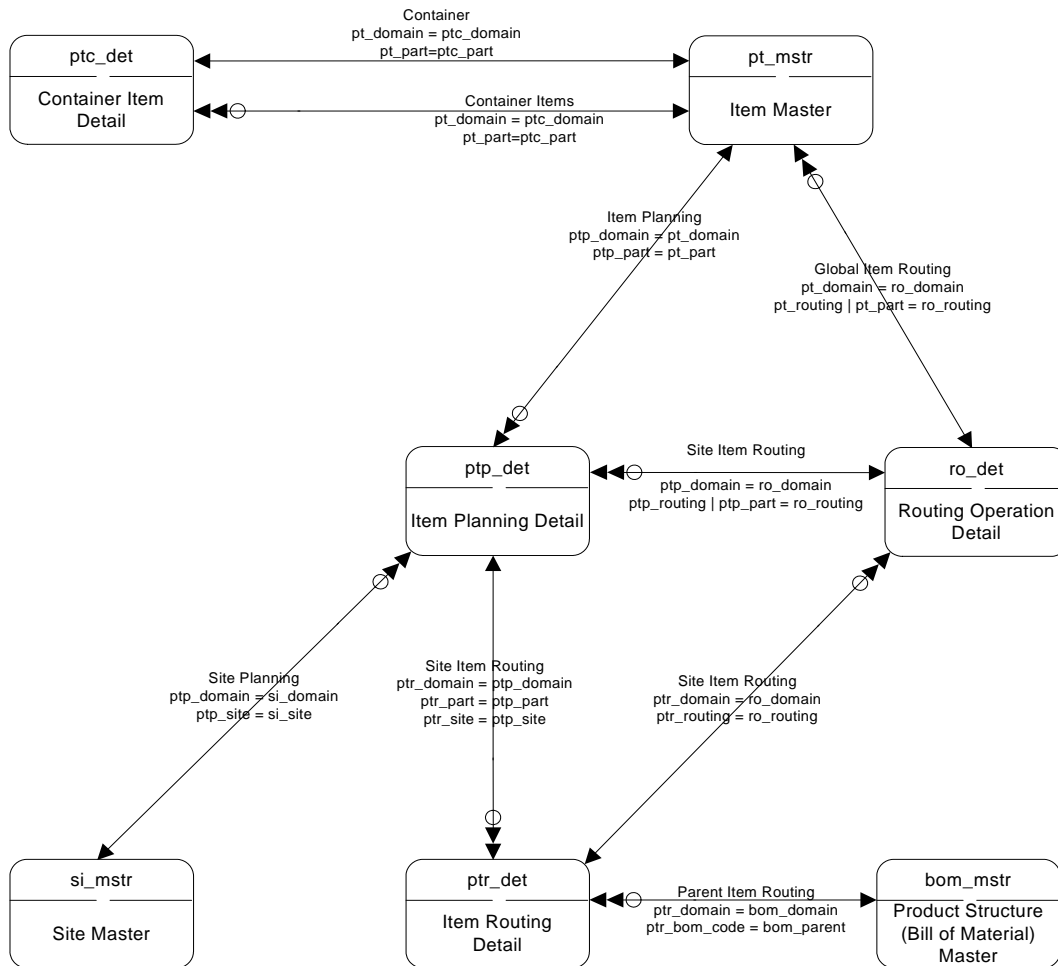 Container
pt_domain = ptc_domain
pt_part=ptc_part
ptc_det
Container Item
Detail
pt_mstr
Item Master
Container Items
pt_domain = ptc_domain
pt_part=ptc_part
Item Planning
ptp_domain = pt_domain
ptp_part = pt_part
Global Item Routing
pt_domain = ro_domain
pt_routing | pt_part = ro_routing
ptp_det
Item Planning Detail
Site Item Routing
ptp_domain = ro_domain
ptp_routing | ptp_part = ro_routing
ro_det
Routing Operation
Detail
Site Planning
ptp_domain = si_domain
ptp_site = si_site
Site Item Routing
ptr_domain = ptp_domain
ptr_part = ptp_part
ptr_site = ptp_site
Site Item Routing
ptr_domain = ro_domain
ptr_routing = ro_routing
si_mstr
Site Master
ptr_det
Item Routing
Detail
Parent Item Routing
ptr_domain = bom_domain
ptr_bom_code = bom_parent
bom_mstr
Product Structure
(Bill of Material)
Master